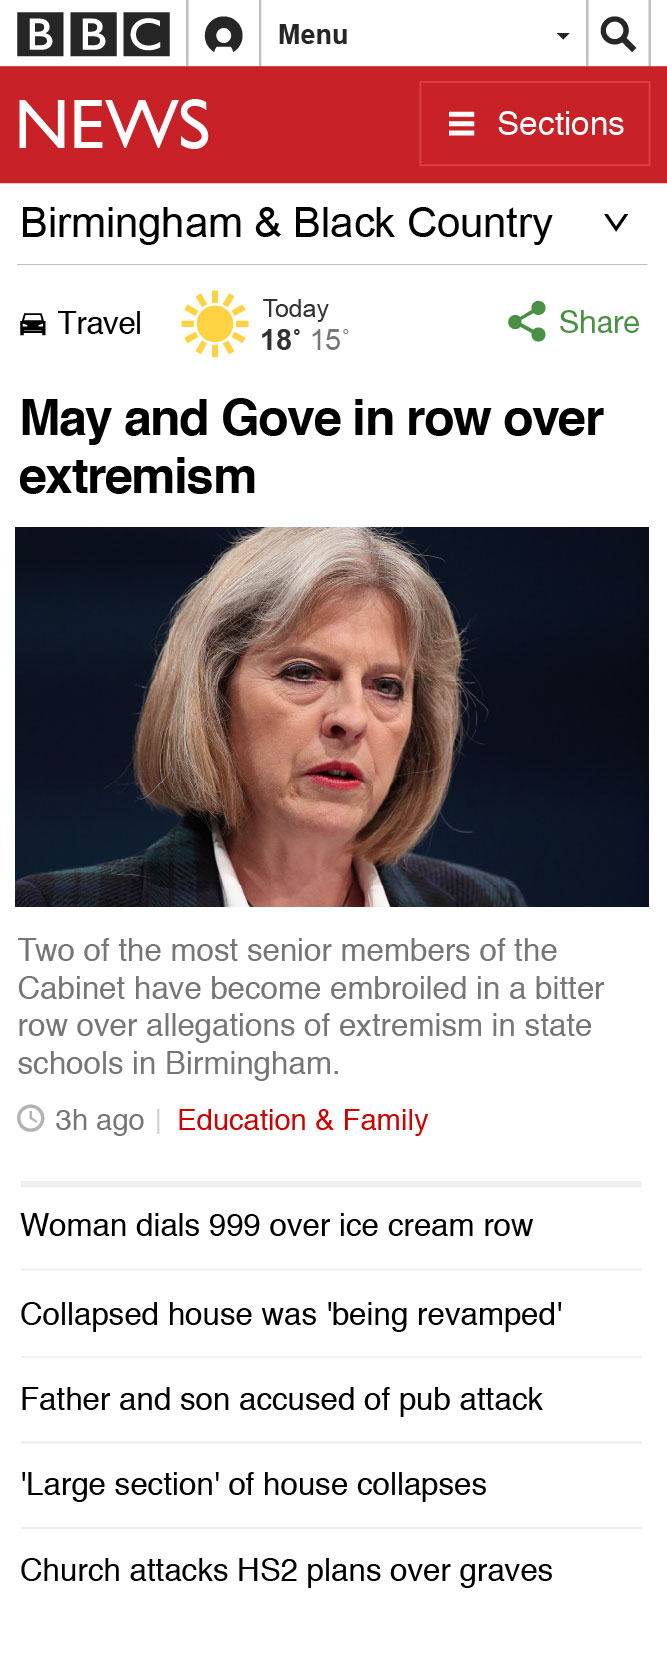 BBC
Menu
NEWS
Sections
Birmingham & Black Country
Travel
Today
18° 15°
Share
May and Gove in row over
extremism
Two of the most senior members of the
Cabinet have become embroiled in a bitter
row over allegations of extremism in state
schools in Birmingham.
3h ago | Education & Family
Woman dials 999 over ice cream row
Collapsed house was 'being revamped'
Father and son accused of pub attack
'Large section' of house collapses
Church attacks HS2 plans over graves